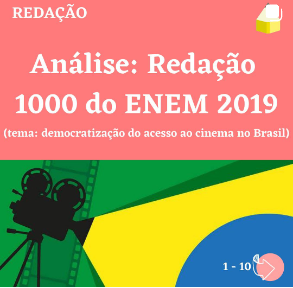 REDAÇÃO
Análise: Redação
1000 do ENEM 2019
(tema: democratização do acesso ao cinema no Brasil)
1 - 10